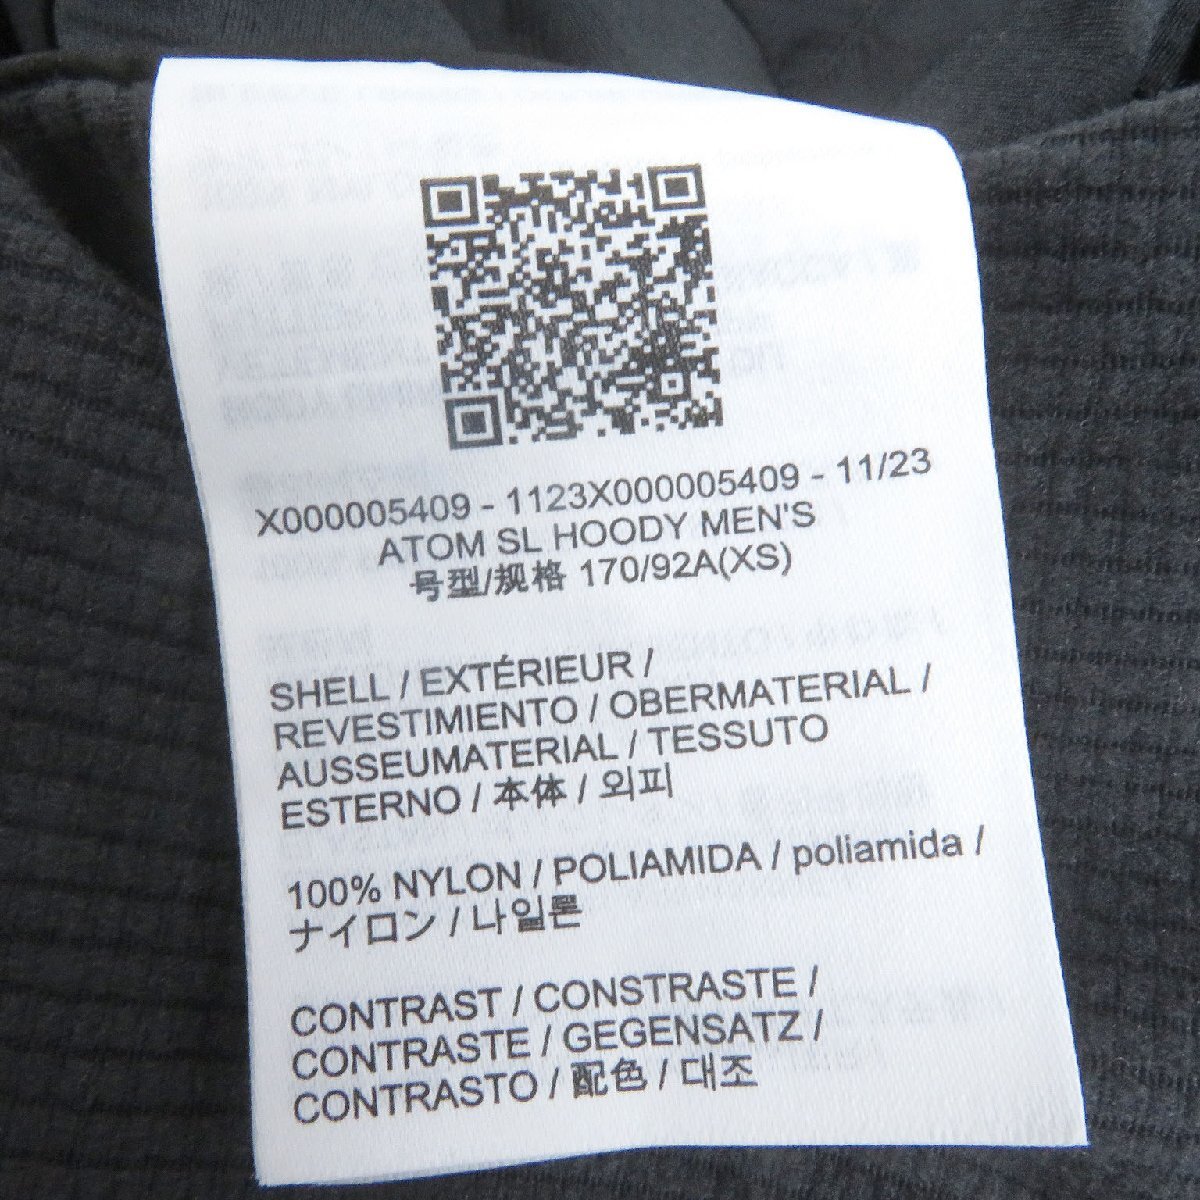 X000005409 - 1123X000005409 - 11/23
ATOM SL HOODY MEN'S
号型/规格 170/92A(XS)
SHELL / EXTÉRIEUR /
REVESTIMIENTO / OBERMATERIAL /
AUSSEUMATERIAL / TESSUTO
ESTERNO / 本体 / 외피
100% NYLON / POLIAMIDA / poliamida /
ナイロン / 나일론
CONTRAST / CONSTRASTE /
CONTRASTE / GEGENSATZ /
CONTRASTO / 配色 / 대조